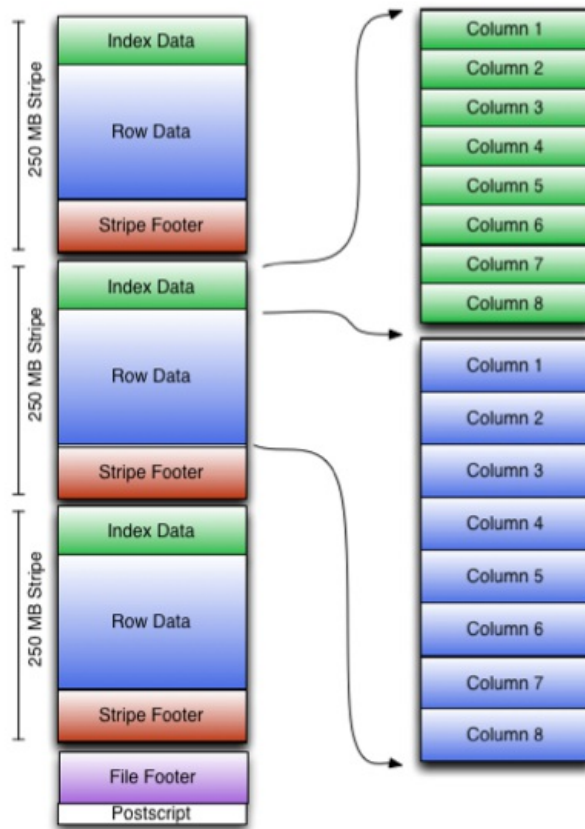 250 MB Stripe
Index Data
Row Data
Stripe Footer
250 MB Stripe
Index Data
Row Data
Stripe Footer
250 MB Stripe
Index Data
Row Data
Stripe Footer
File Footer
Postscript
Column 1
Column 2
Column 3
Column 4
Column 5
Column 6
Column 7
Column 8
Column 1
Column 2
Column 3
Column 4
Column 5
Column 6
Column 7
Column 8